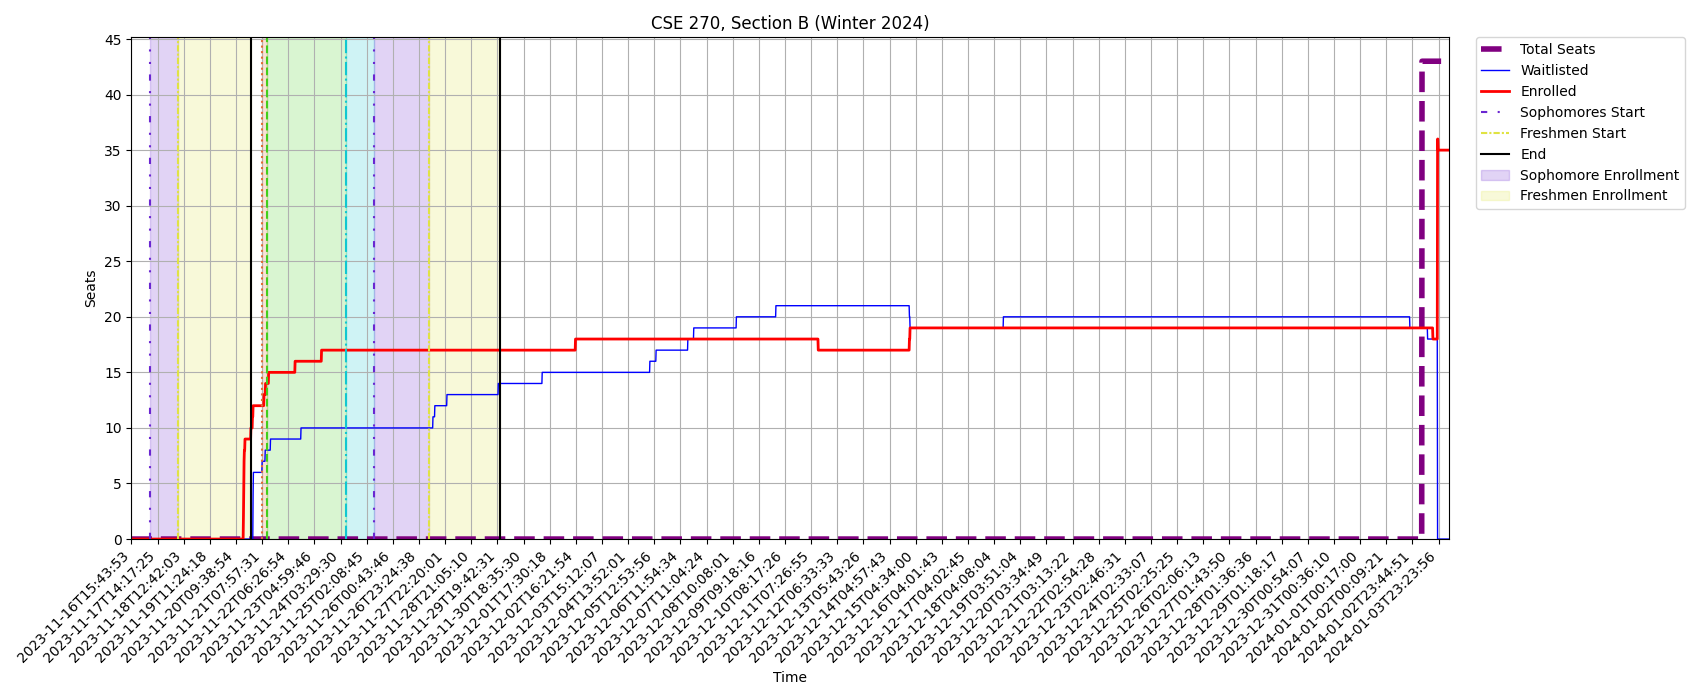 CSE 270, Section B (Winter 2024)
Seats
45
40
35
30
25
20
15
10
5
0
2023-11-16T15:43:53
2023-11-17T14:17:25
2023-11-18T12:42:03
2023-11-19T11:24:18
2023-11-20T09:38:54
2023-11-21T07:57:31
2023-11-22T06:26:54
2023-11-23T04:59:46
2023-11-24T03:29:30
2023-11-25T02:08:45
2023-11-26T00:43:46
2023-11-26T23:24:38
2023-11-27T22:20:01
2023-11-28T21:05:10
2023-11-29T19:42:31
2023-11-30T18:35:30
2023-12-01T17:30:18
2023-12-02T16:21:54
2023-12-03T15:12:07
2023-12-04T13:52:01
2023-12-05T12:53:56
2023-12-06T11:54:34
2023-12-07T11:04:24
2023-12-08T10:08:01
2023-12-09T09:18:16
2023-12-10T08:17:26
2023-12-11T07:26:55
2023-12-12T06:33:33
2023-12-13T05:43:26
2023-12-14T04:57:43
2023-12-15T04:34:00
2023-12-16T04:01:43
2023-12-17T04:02:45
2023-12-18T04:08:04
2023-12-19T03:51:04
2023-12-20T03:34:49
2023-12-21T03:13:22
2023-12-22T02:54:28
2023-12-23T02:46:31
2023-12-24T02:33:07
2023-12-25T02:25:25
2023-12-26T02:06:13
2023-12-27T01:43:50
2023-12-28T01:36:36
2023-12-29T01:18:17
2023-12-30T00:54:07
2023-12-31T00:36:10
2024-01-01T00:17:00
2024-01-02T00:09:21
2024-01-02T23:44:51
2024-01-03T23:23:56
Time
Total Seats
Waitlisted
Enrolled
Sophomores Start
Freshmen Start
End
Sophomore Enrollment
Freshmen Enrollment